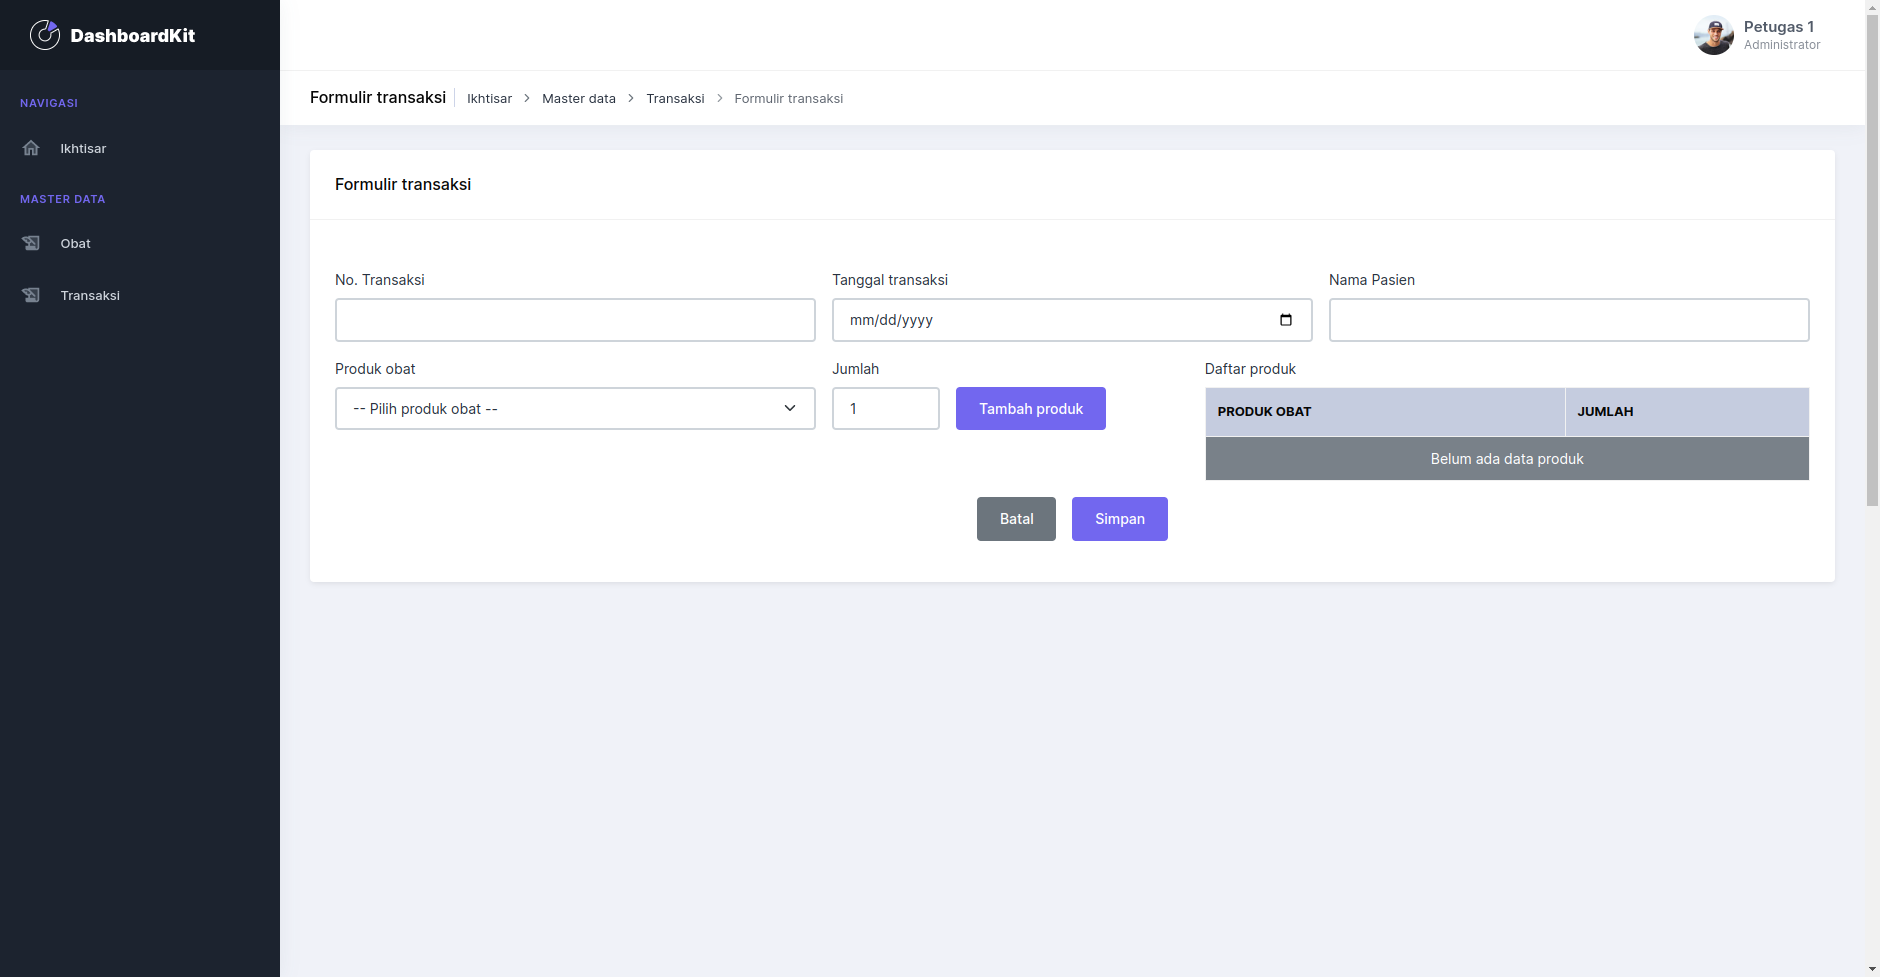 DashboardKit
Petugas 1
Administrator
NAVIGASI
Ikhtisar
MASTER DATA
Obat
Transaksi
Formulir transaksi
Ikhtisar > Master data > Transaksi > Formulir transaksi
Formulir transaksi
No. Transaksi
Tanggal transaksi
mm/dd/yyyy
Nama Pasien
Produk obat
-- Pilih produk obat --
Jumlah
1
Tambah produk
Daftar produk
PRODUK OBAT JUMLAH
Belum ada data produk
Batal Simpan